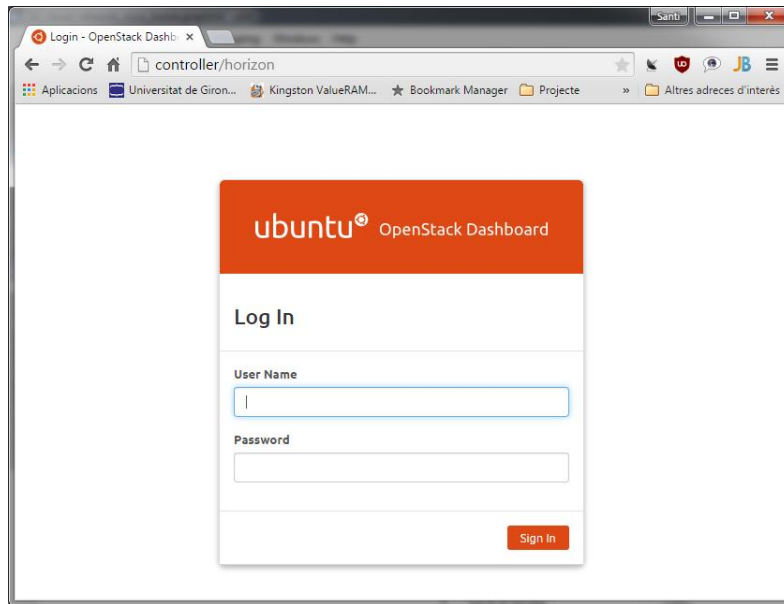 Santi
Login - OpenStack Dashb
controller/horizon
Aplicacions Universitat de Giron... Kingston ValueRAM... Bookmark Manager Projecte » Altres adreces d'interès
ubuntu OpenStack Dashboard
Log In
User Name
Password
Sign In